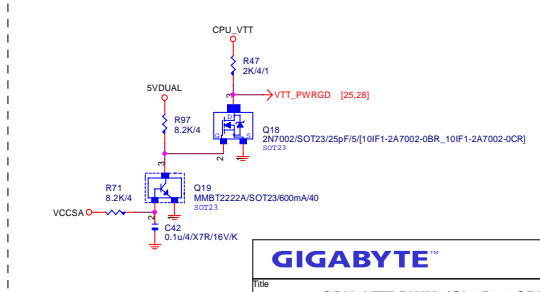 CPU_VTT
R47
2K/4/1
5VDUAL
3
VTT_PWRGD [25,28]
R97
8.2K/4
D
G
S
Q18
2N7002/SOT23/25pF/5/[10IF1-2A7002-0BR_10IF1-2A7002-0CR]
SOT23
2
1
3
R71
8.2K/4
Q19
MMBT2222A/SOT23/600mA/40
SOT23
VCCSA
2
1
C42
0.1u/4/X7R/16V/K
GIGABYTE™
Title